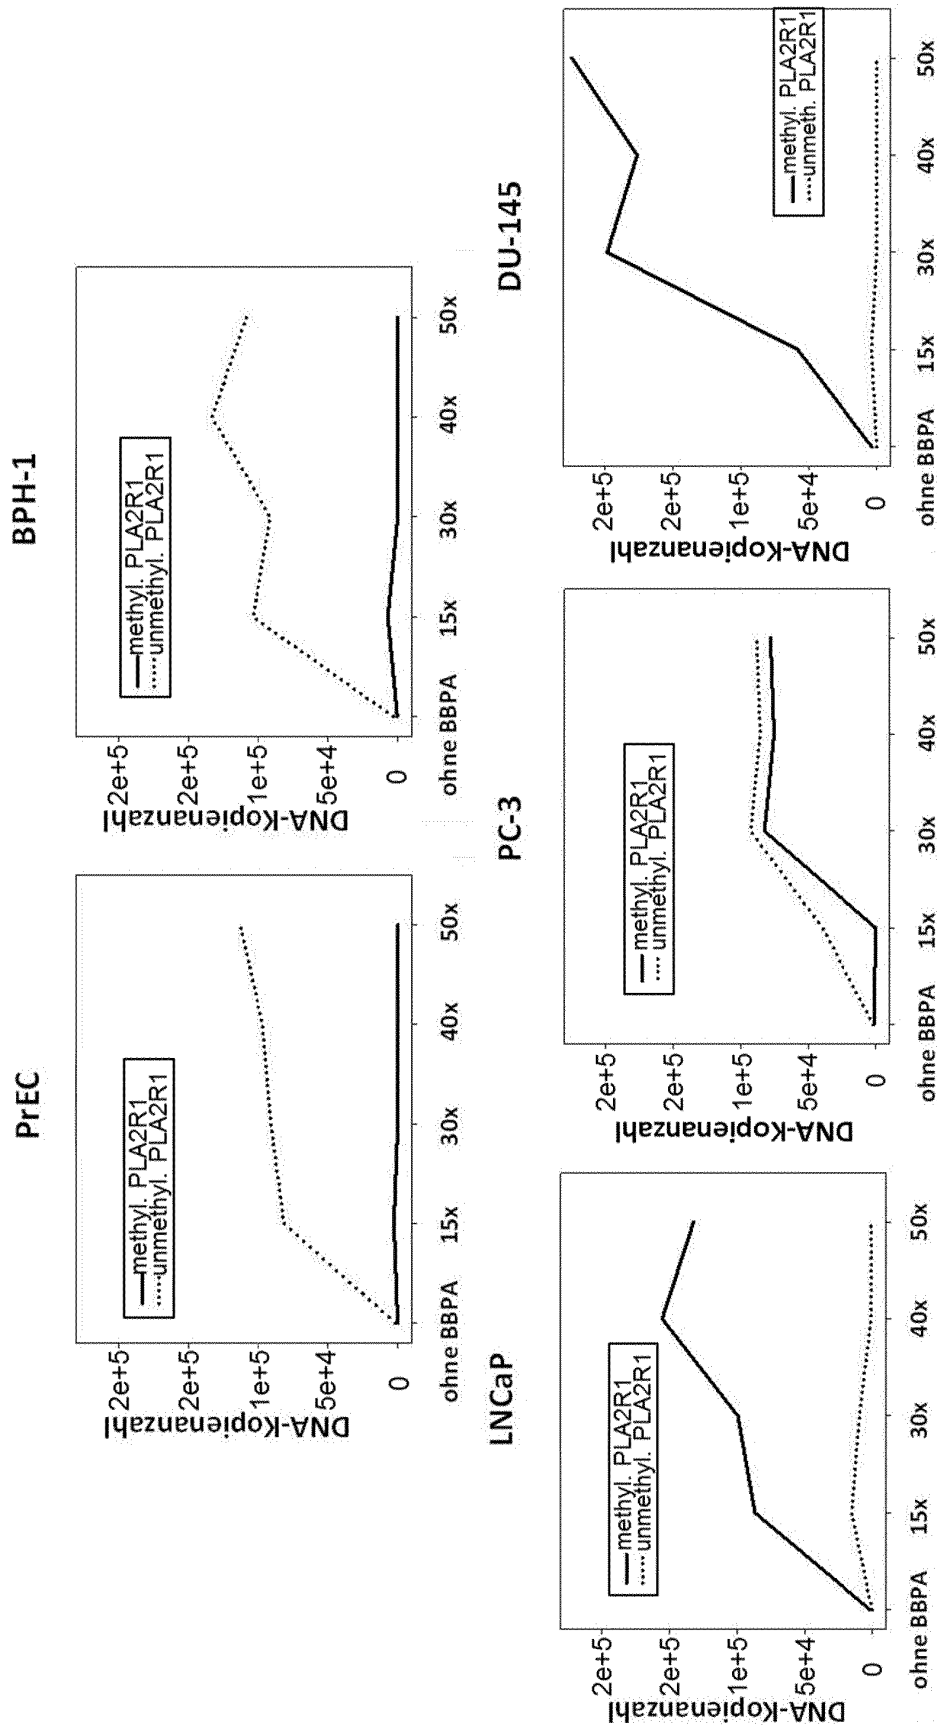 PrEC
DNA-Kopienanzahl
2e+5
2e+5
1e+5
5e+4
0
methyl. PLA2R1
unmethyl. PLA2R1
ohne BBPA 15x 30x 40x 50x
BPH-1
DNA-Kopienanzahl
2e+5
2e+5
1e+5
5e+4
0
methyl. PLA2R1
unmethyl. PLA2R1
ohne BBPA 15x 30x 40x 50x
LNCaP
DNA-Kopienanzahl
2e+5
2e+5
1e+5
5e+4
0
methyl. PLA2R1
unmethyl. PLA2R1
ohne BBPA 15x 30x 40x 50x
PC-3
DNA-Kopienanzahl
2e+5
2e+5
1e+5
5e+4
0
methyl. PLA2R1
unmethyl. PLA2R1
ohne BBPA 15x 30x 40x 50x
DU-145
DNA-Kopienanzahl
2e+5
2e+5
1e+5
5e+4
0
methyl. PLA2R1
unmeth. PLA2R1
ohne BBPA 15x 30x 40x 50x